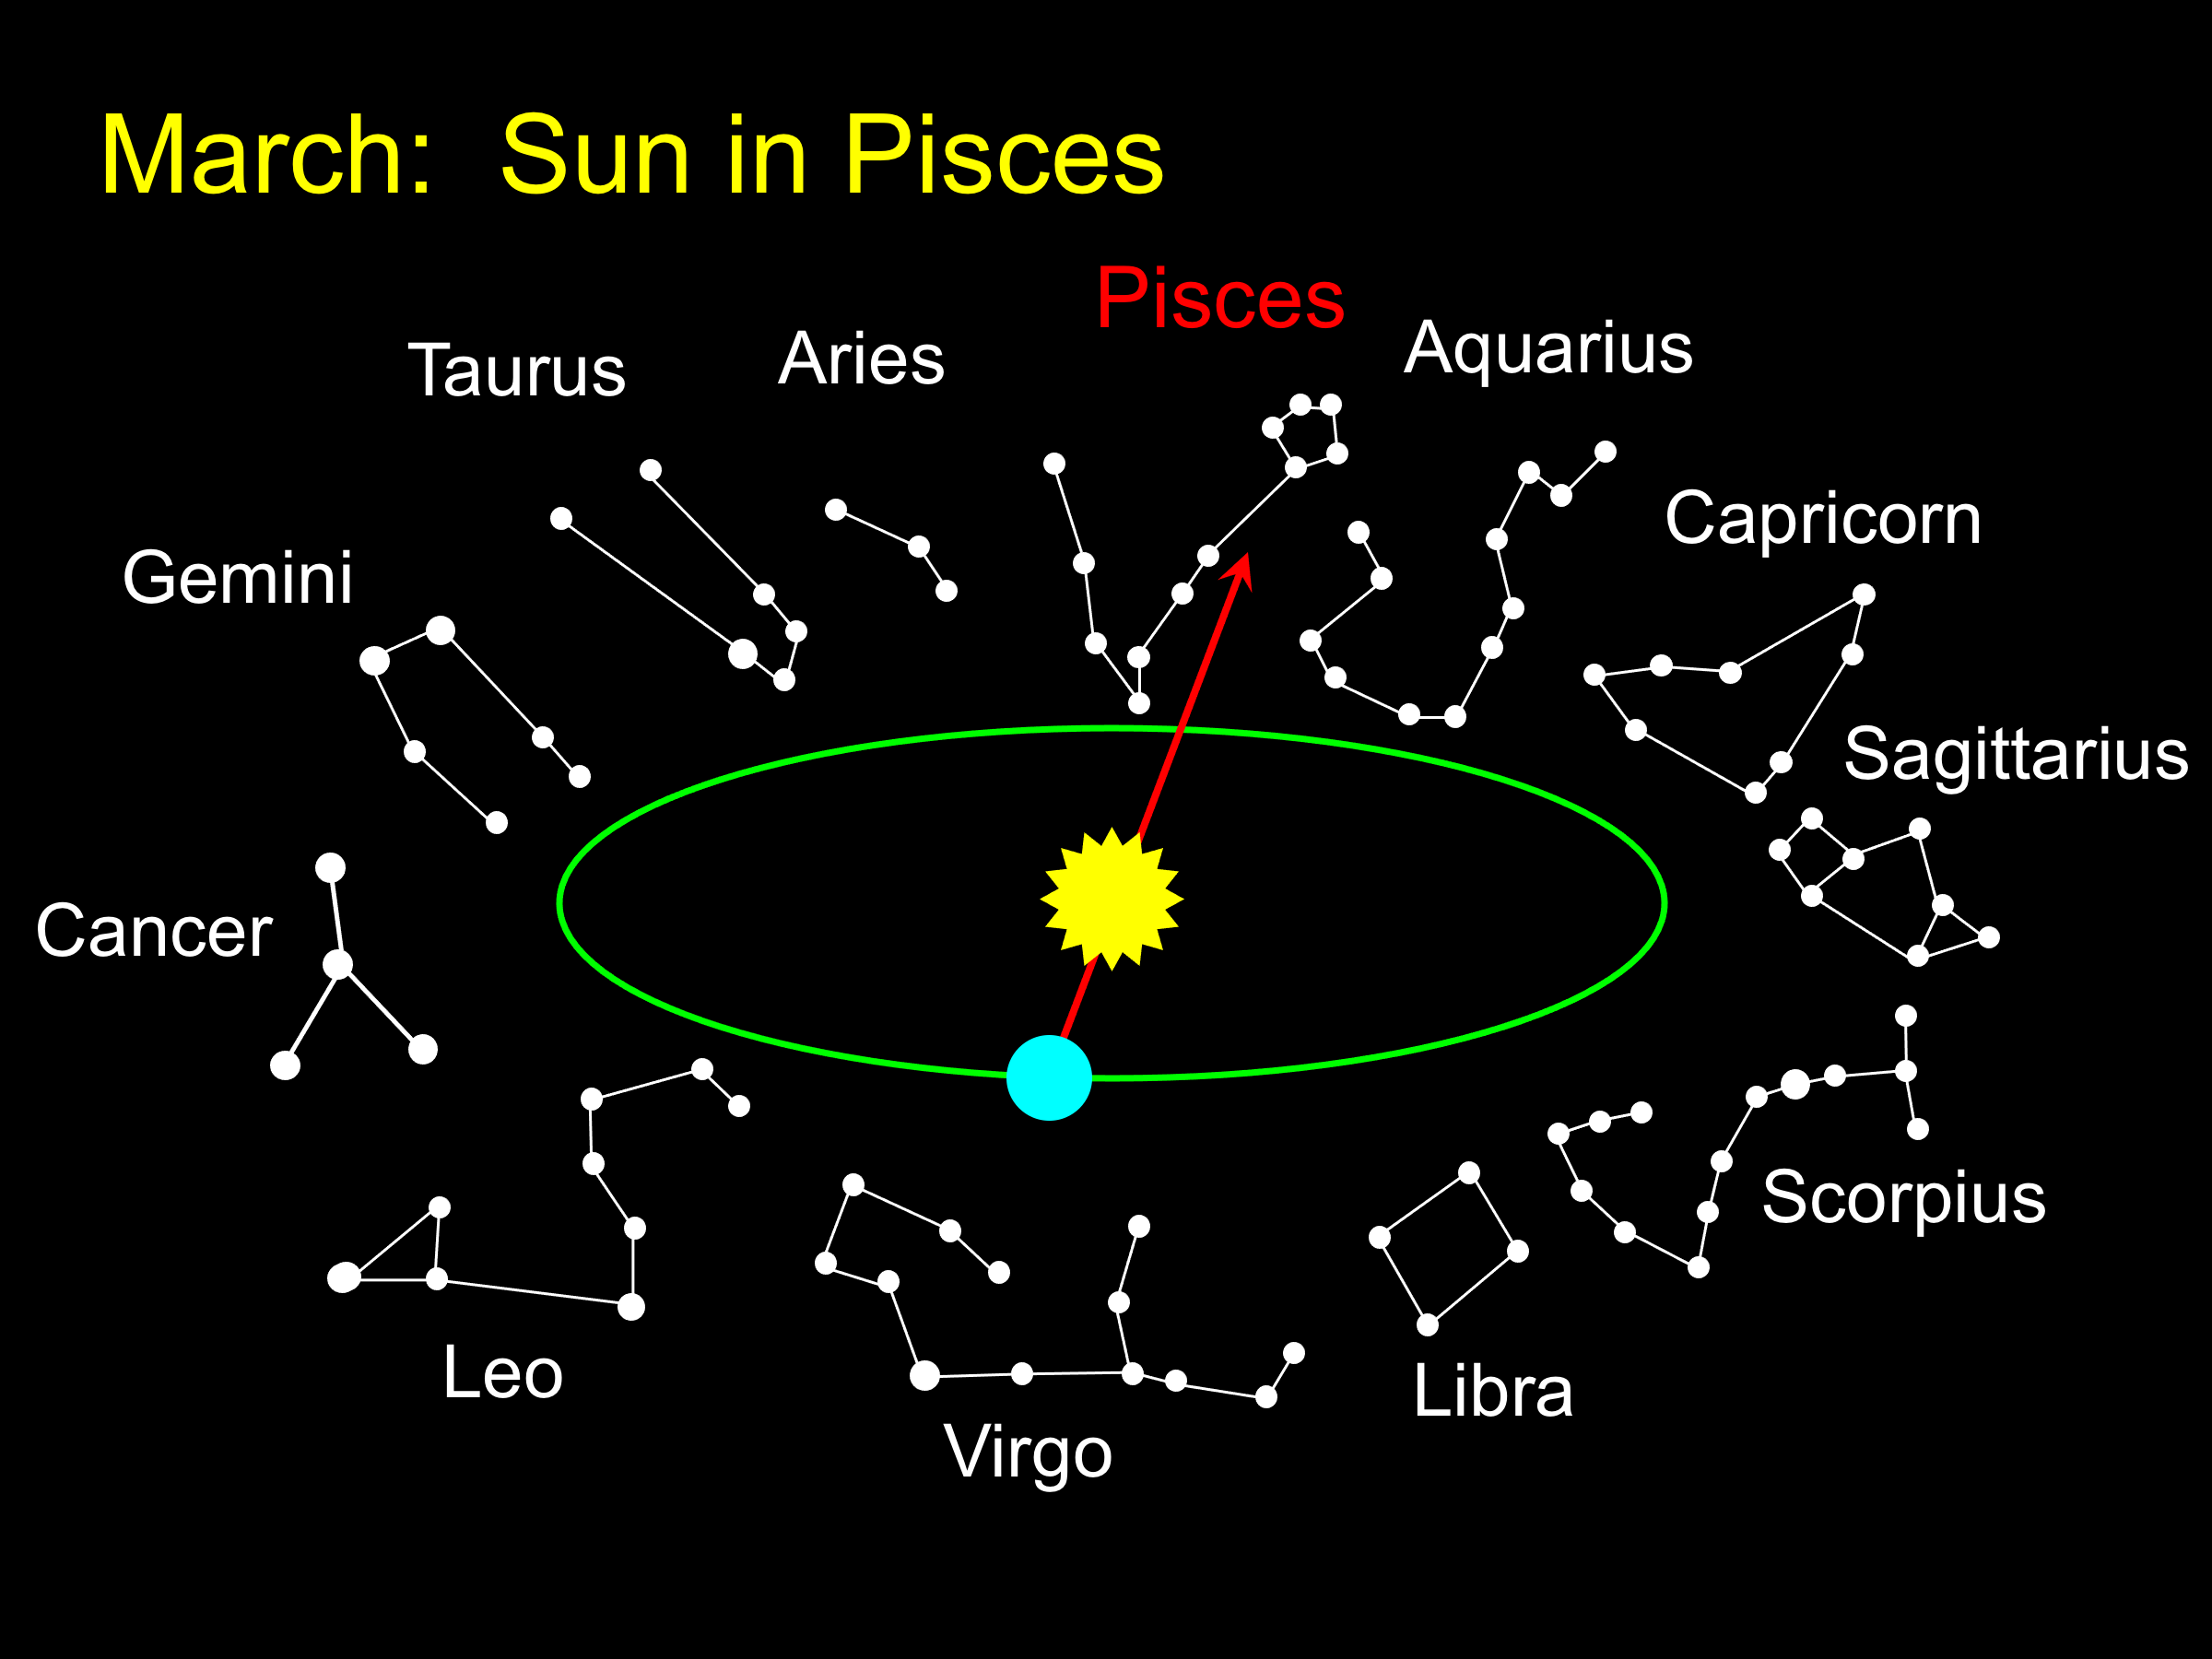 March:  Sun in Pisces
Pisces
Taurus
Aries
Aquarius
Capricorn
Gemini
Sagittarius
Cancer
Scorpius
Leo
Libra
Virgo